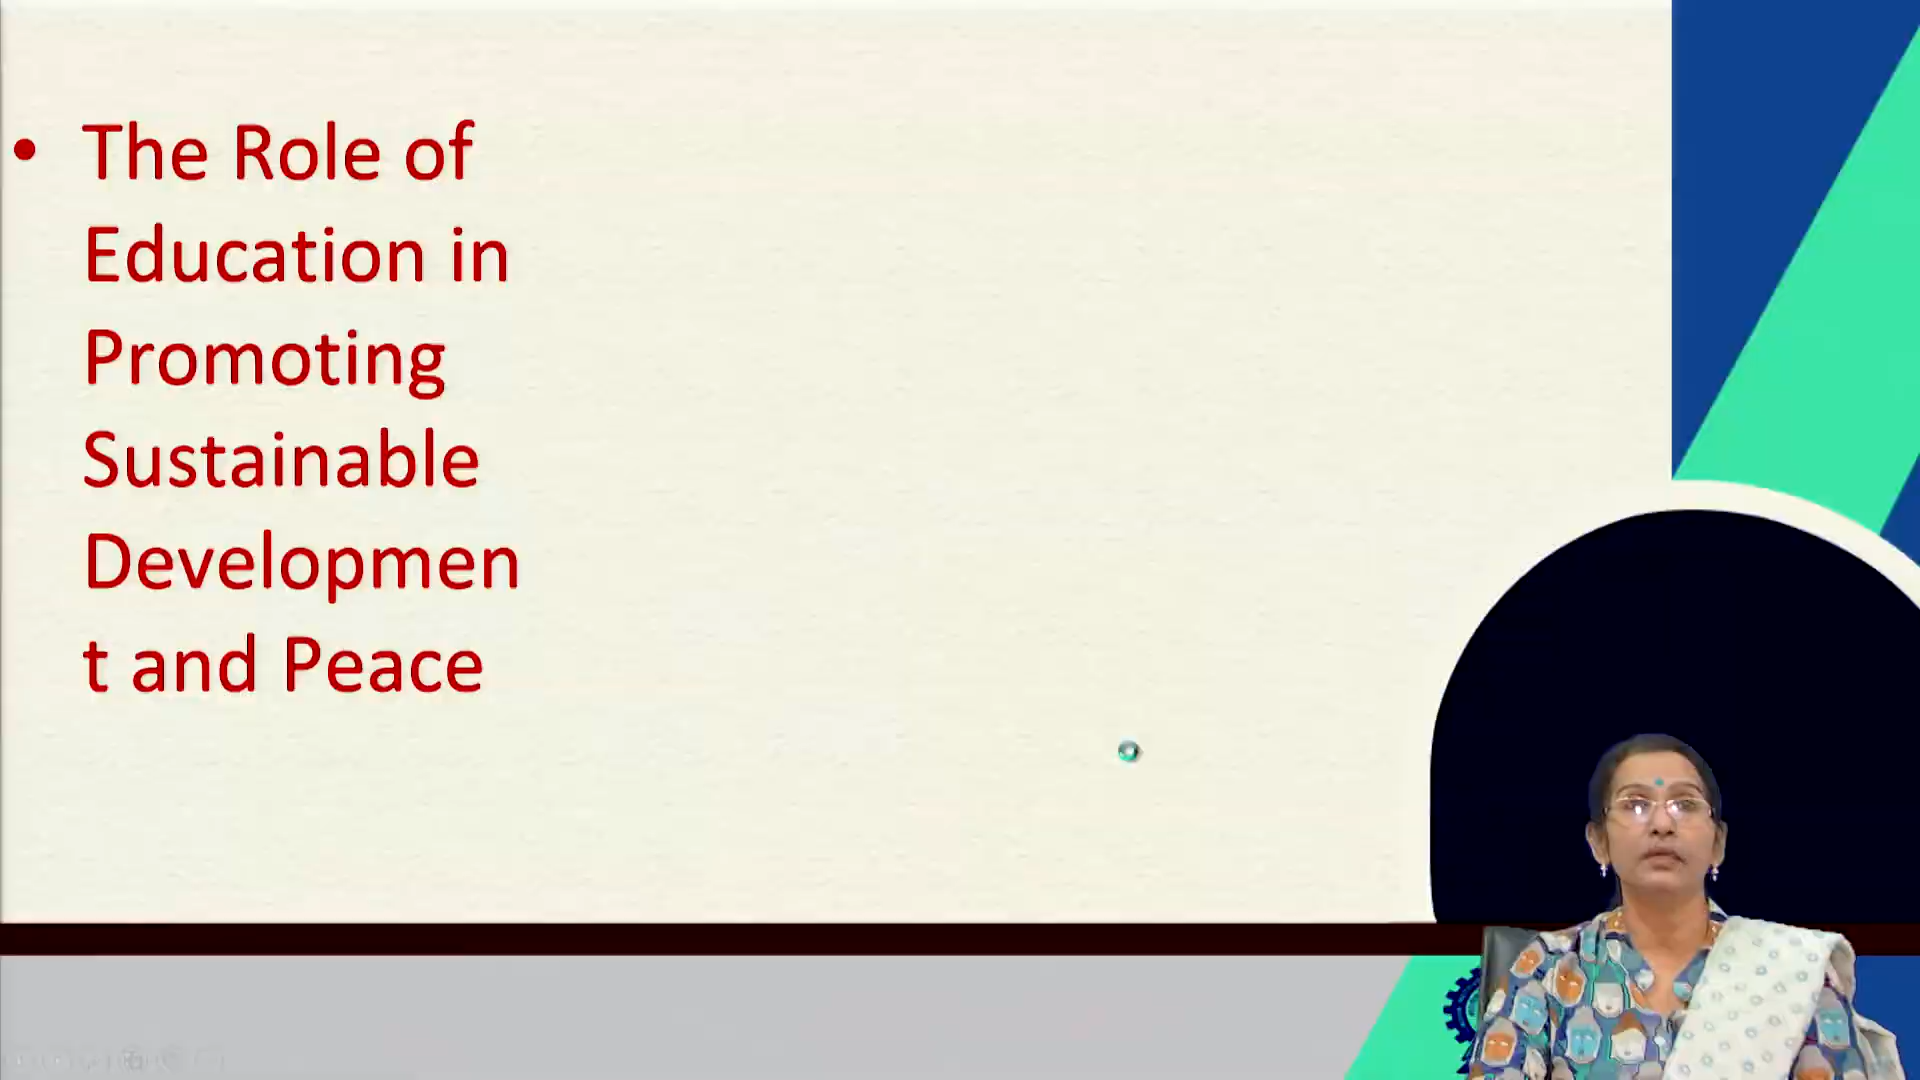 • The Role of
Education in
Promoting
Sustainable
Developmen
t and Peace